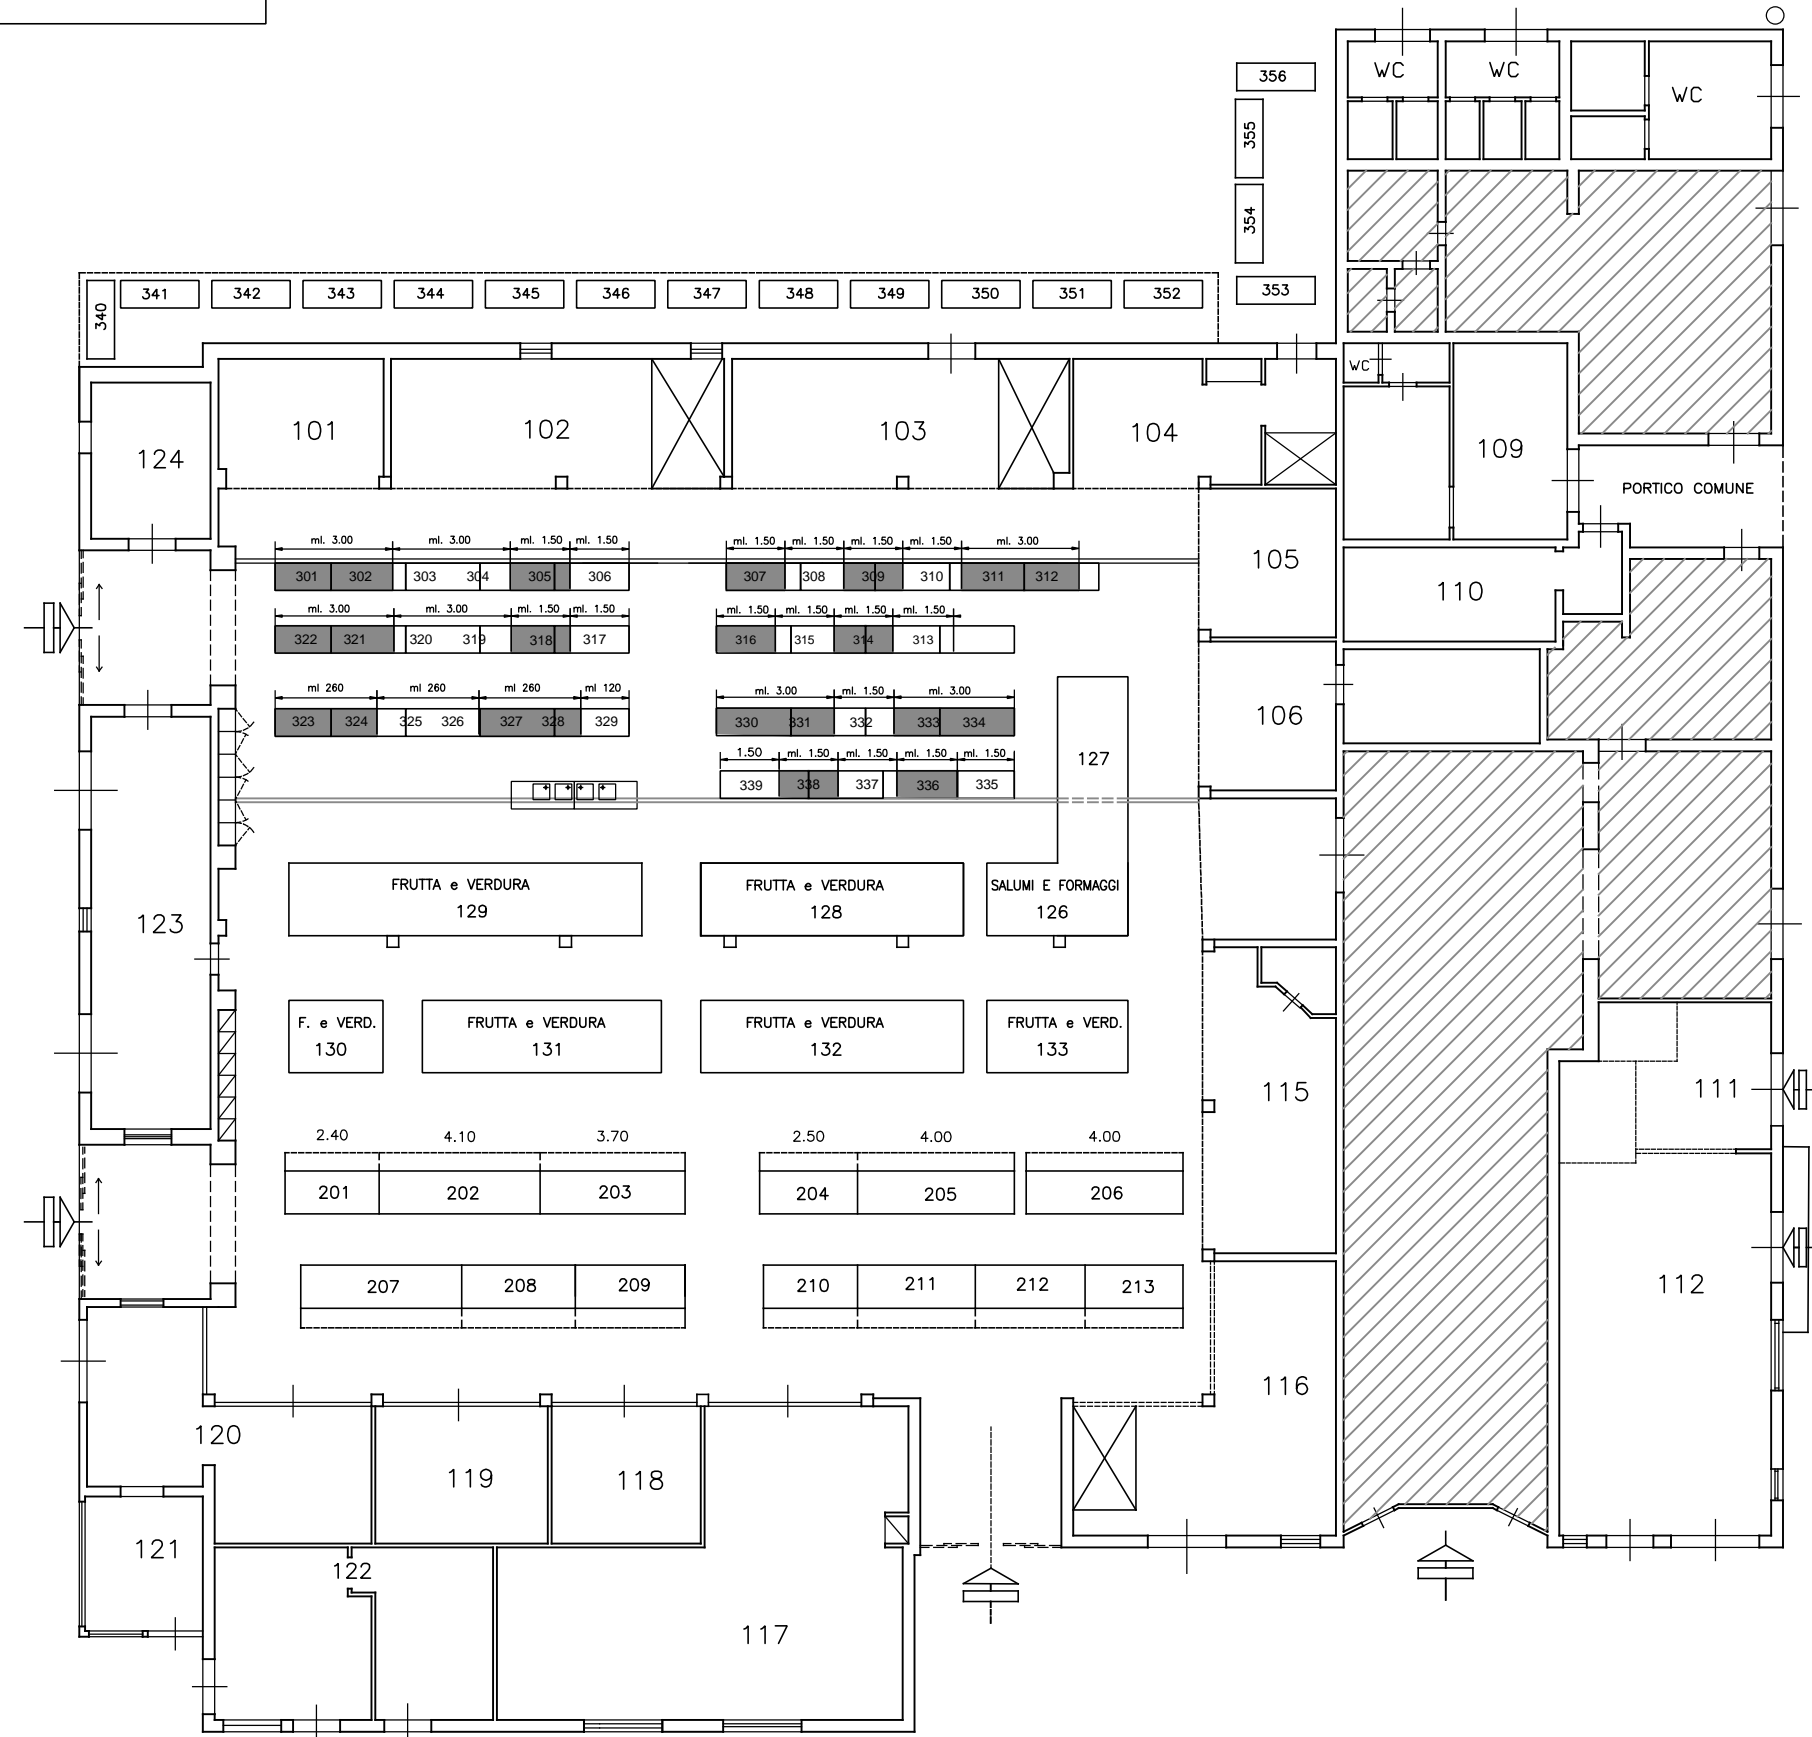 WC WC WC
356
355
354
353
341 342 343 344 345 346 347 348 349 350 351 352
340
WC
101 102 103 104
124
109
PORTICO COMUNE
ml. 3.00 ml. 3.00 ml. 1.50 ml. 1.50 ml. 1.50 ml. 1.50 ml. 1.50 ml. 1.50 ml. 3.00
301 302 303 304 305 306 307 308 309 310 311 312
105
110
ml. 3.00 ml. 3.00 ml. 1.50 ml. 1.50 ml. 1.50 ml. 1.50 ml. 1.50 ml. 1.50
322 321 320 319 318 317 316 315 314 313
ml 260 ml 260 ml 260 ml 120 ml. 3.00 ml. 1.50 ml. 3.00
323 324 325 326 327 328 329 330 331 332 333 334
106
127
1.50 ml. 1.50 ml. 1.50 ml. 1.50 ml. 1.50
339 338 337 336 335
FRUTTA e VERDURA
129
FRUTTA e VERDURA
128
SALUMI E FORMAGGI
126
123
F. e VERD.
130
FRUTTA e VERDURA
131
FRUTTA e VERDURA
132
FRUTTA e VERD.
133
115
111
2.40 4.10 3.70 2.50 4.00 4.00
201 202 203 204 205 206
207 208 209 210 211 212 213
112
116
120
119
118
121
122
117